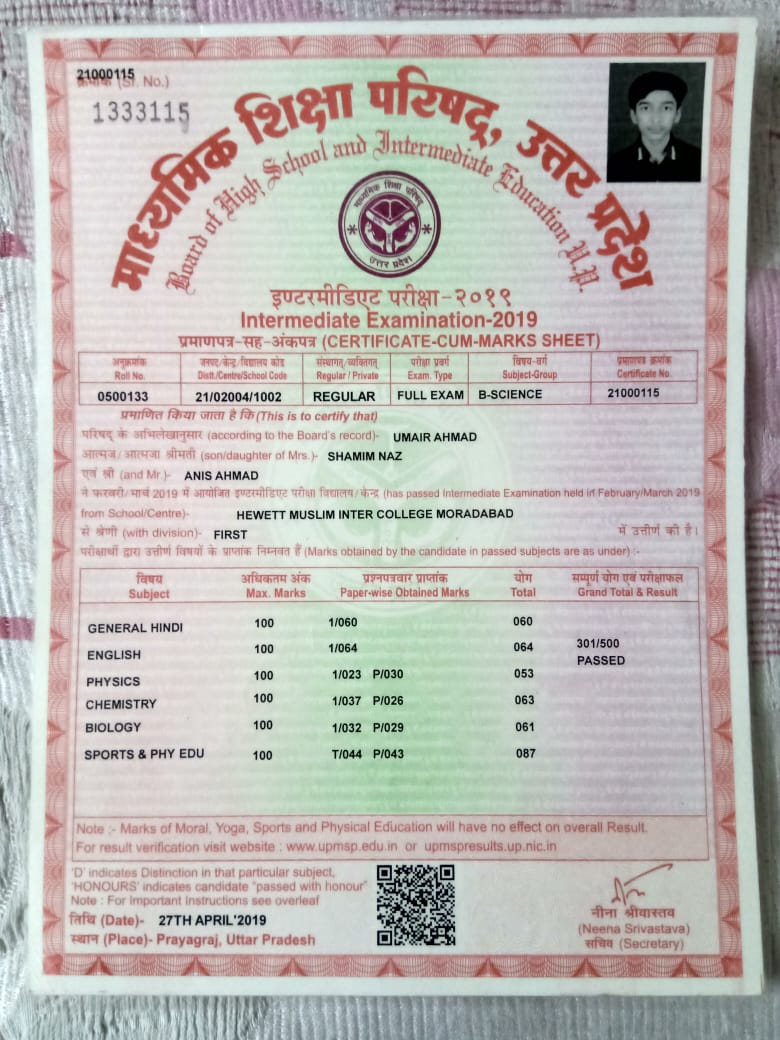 21000115
क्रमांक (Sl. No.)
1333115
माध्यमिक शिक्षा परिषद्, उत्तर प्रदेश
Board of High School and Intermediate Education U.P.
माध्यमिक शिक्षा परिषद्
उत्तर प्रदेश
इण्टरमीडिएट परीक्षा-२०१९
Intermediate Examination-2019
प्रमाणपत्र-सह-अंकपत्र (CERTIFICATE-CUM-MARKS SHEET)
अनुक्रमांक जनपद/केन्द्र/विद्यालय कोड संस्थागत/व्यक्तिगत परीक्षा प्रवर्ग विषय-वर्ग प्रमाणपत्र क्रमांक
Roll No. Distt./Centre/School Code Regular / Private Exam. Type Subject-Group Certificate No.
0500133 21/02004/1002 REGULAR FULL EXAM B-SCIENCE 21000115
प्रमाणित किया जाता है कि (This is to certify that)
परिषद् के अभिलेखानुसार (according to the Board's record)- UMAIR AHMAD
आत्मज/आत्मजा श्रीमती (son/daughter of Mrs.)- SHAMIM NAZ
एवं श्री (and Mr.)- ANIS AHMAD
ने फरवरी/मार्च 2019 में आयोजित इण्टरमीडिएट परीक्षा विद्यालय/केन्द्र (has passed Intermediate Examination held in February/March 2019
from School/Centre)- HEWETT MUSLIM INTER COLLEGE MORADABAD
से श्रेणी (with division)- FIRST में उत्तीर्ण की है।
परीक्षार्थी द्वारा उत्तीर्ण विषयों के प्राप्तांक निम्नवत हैं (Marks obtained by the candidate in passed subjects are as under) :-
विषय अधिकतम अंक प्रश्नपत्रवार प्राप्तांक योग सम्पूर्ण योग एवं परीक्षाफल
Subject Max. Marks Paper-wise Obtained Marks Total Grand Total & Result
GENERAL HINDI 100 1/060 060
ENGLISH 100 1/064 064 301/500
PASSED
PHYSICS 100 1/023 P/030 053
CHEMISTRY 100 1/037 P/026 063
BIOLOGY 100 1/032 P/029 061
SPORTS & PHY EDU 100 T/044 P/043 087
Note :- Marks of Moral, Yoga, Sports and Physical Education will have no effect on overall Result.
For result verification visit website : www.upmsp.edu.in or upmspresults.up.nic.in
'D' indicates Distinction in that particular subject,
'HONOURS' indicates candidate "passed with honour"
Note : For Important Instructions see overleaf
तिथि (Date)- 27TH APRIL'2019
स्थान (Place)- Prayagraj, Uttar Pradesh
नीना श्रीवास्तव
(Neena Srivastava)
सचिव (Secretary)